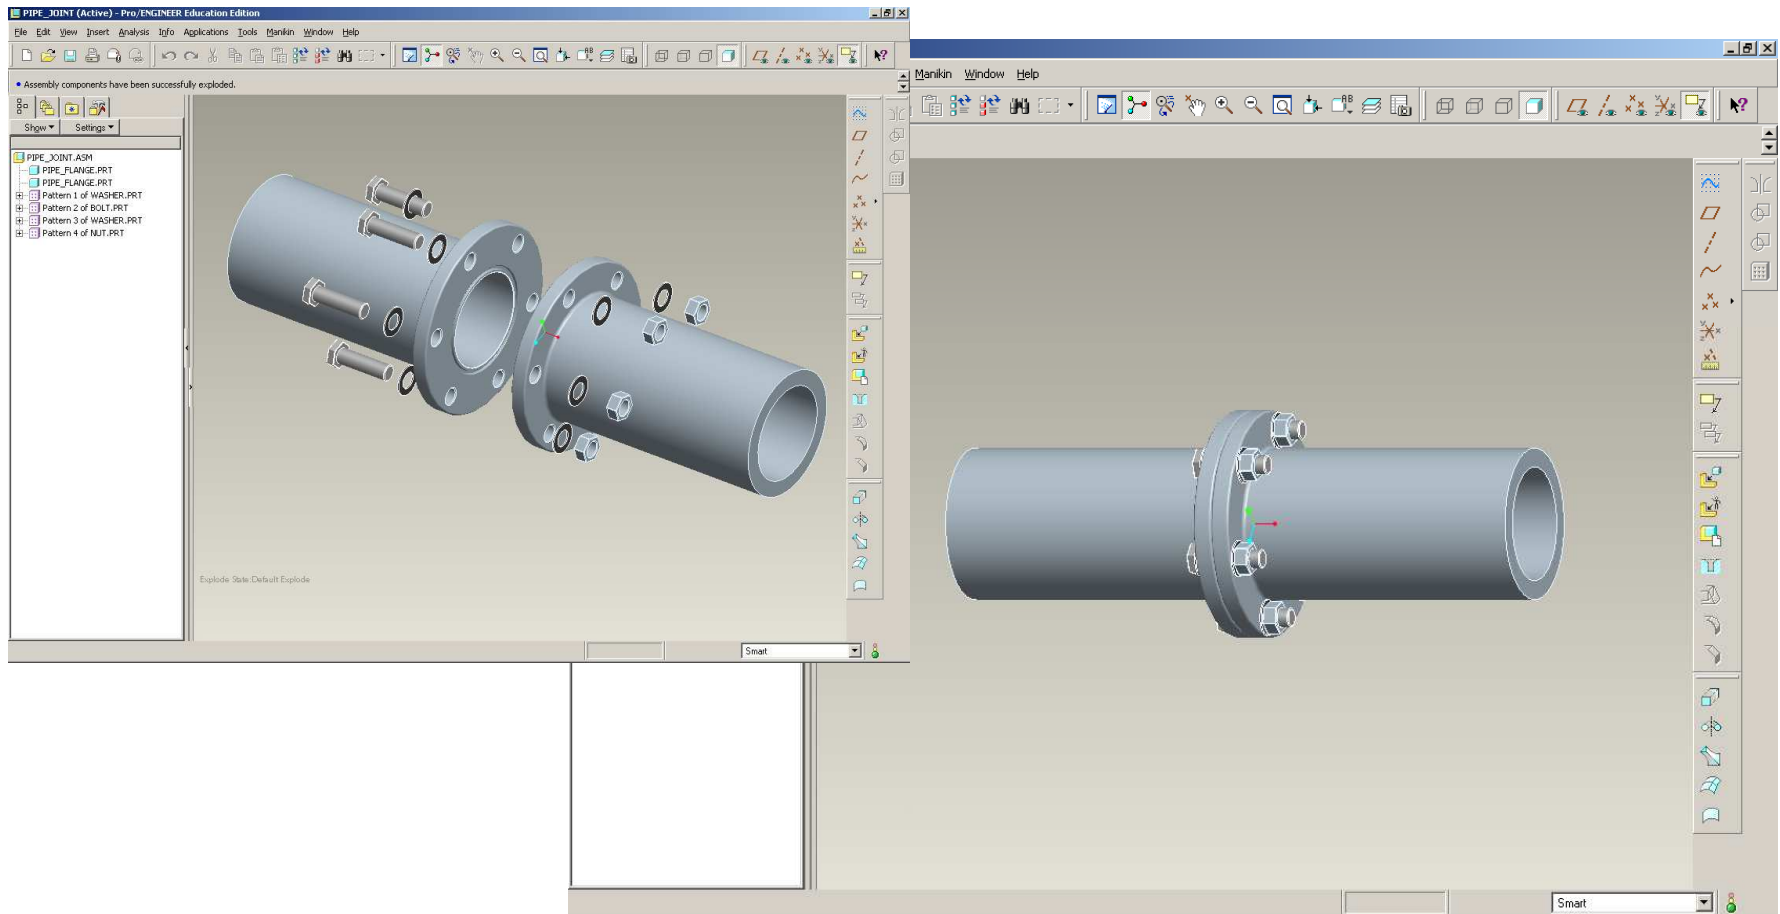 PIPE_JOINT (Active) - Pro/ENGINEER Education Edition
File Edit View Insert Analysis Info Applications Tools Manikin Window Help
• Assembly components have been successfully exploded.
Show Settings
PIPE_JOINT.ASM
PIPE_FLANGE.PRT
PIPE_FLANGE.PRT
Pattern 1 of WASHER.PRT
Pattern 2 of BOLT.PRT
Pattern 3 of WASHER.PRT
Pattern 4 of NUT.PRT
Explode State:Default Explode
Smart
Manikin Window Help
Smart